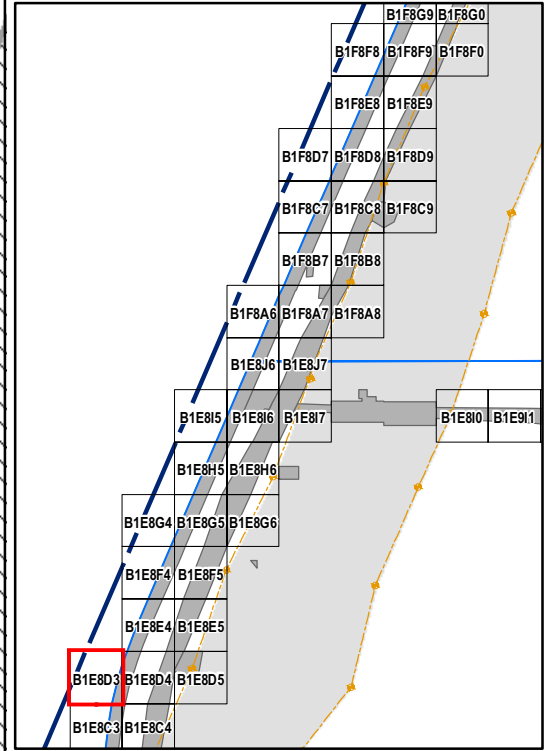 B1F8G9 B1F8G0
B1F8F8 B1F8F9 B1F8F0
B1F8E8 B1F8E9
B1F8D7 B1F8D8 B1F8D9
B1F8C7 B1F8C8 B1F8C9
B1F8B7 B1F8B8
B1F8A6 B1F8A7 B1F8A8
B1E8J6 B1E8J7
B1E8I5 B1E8I6 B1E8I7 B1E8I0 B1E9I1
B1E8H5 B1E8H6
B1E8G4 B1E8G5 B1E8G6
B1E8F4 B1E8F5
B1E8E4 B1E8E5
B1E8D3 B1E8D4 B1E8D5
B1E8C3 B1E8C4